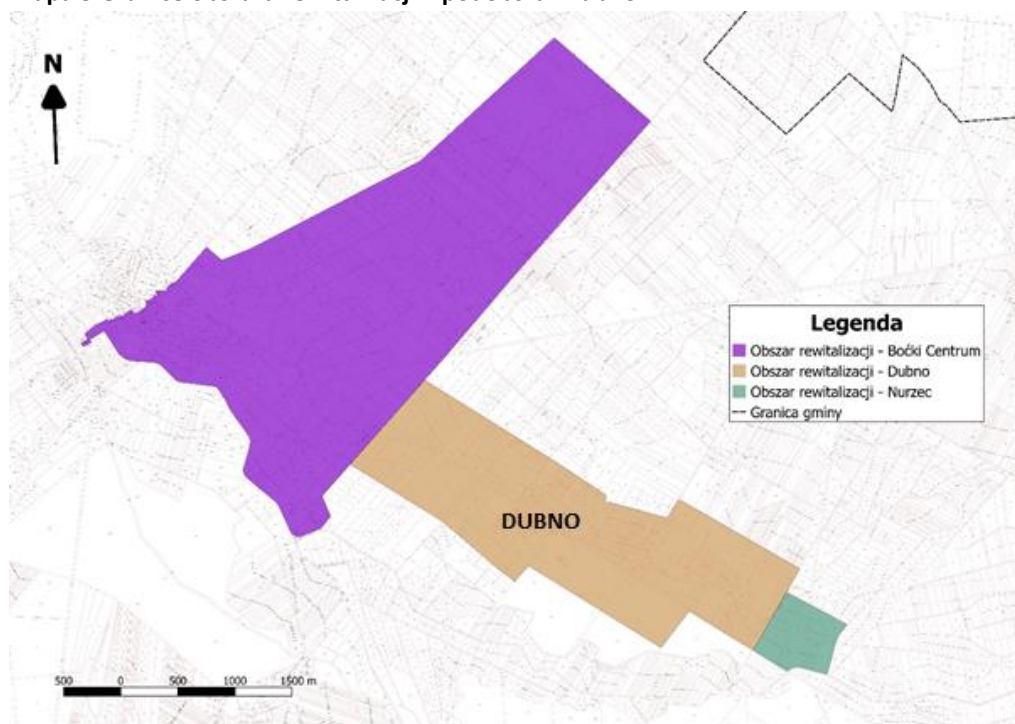 N
Legenda
Obszar rewitalizacji - Boćki Centrum
Obszar rewitalizacji - Dubno
Obszar rewitalizacji - Nurzec
Granica gminy
DUBNO
500 0 500 1000 1500 m